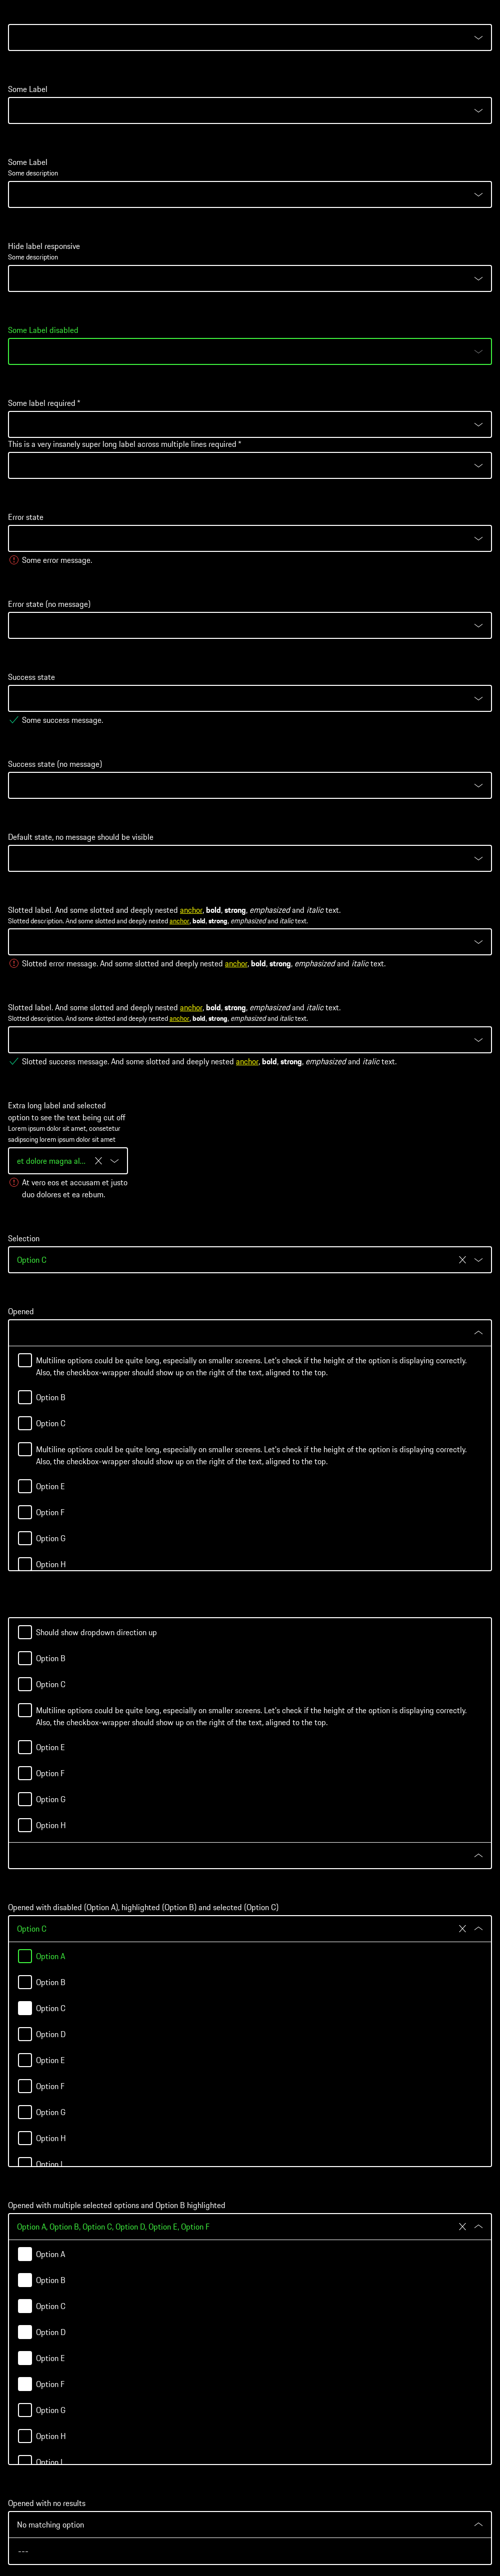 Some Label
Some Label
Some description
Hide label responsive
Some description
Some Label disabled
Some label required *
This is a very insanely super long label across multiple lines required *
Error state
Some error message.
Error state (no message)
Success state
Some success message.
Success state (no message)
Default state, no message should be visible
Slotted label. And some slotted and deeply nested anchor, bold, strong, emphasized and italic text.
Slotted description. And some slotted and deeply nested anchor, bold, strong, emphasized and italic text.
Slotted error message. And some slotted and deeply nested anchor, bold, strong, emphasized and italic text.
Slotted label. And some slotted and deeply nested anchor, bold, strong, emphasized and italic text.
Slotted description. And some slotted and deeply nested anchor, bold, strong, emphasized and italic text.
Slotted success message. And some slotted and deeply nested anchor, bold, strong, emphasized and italic text.
Extra long label and selected
option to see the text being cut off
Lorem ipsum dolor sit amet, consetetur
sadipscing lorem ipsum dolor sit amet
et dolore magna al...
At vero eos et accusam et justo
duo dolores et ea rebum.
Selection
Option C
Opened
Multiline options could be quite long, especially on smaller screens. Let's check if the height of the option is displaying correctly.
Also, the checkbox-wrapper should show up on the right of the text, aligned to the top.
Option B
Option C
Multiline options could be quite long, especially on smaller screens. Let's check if the height of the option is displaying correctly.
Also, the checkbox-wrapper should show up on the right of the text, aligned to the top.
Option E
Option F
Option G
Option H
Should show dropdown direction up
Option B
Option C
Multiline options could be quite long, especially on smaller screens. Let's check if the height of the option is displaying correctly.
Also, the checkbox-wrapper should show up on the right of the text, aligned to the top.
Option E
Option F
Option G
Option H
Opened with disabled (Option A), highlighted (Option B) and selected (Option C)
Option C
Option A
Option B
Option C
Option D
Option E
Option F
Option G
Option H
Option I
Opened with multiple selected options and Option B highlighted
Option A, Option B, Option C, Option D, Option E, Option F
Option A
Option B
Option C
Option D
Option E
Option F
Option G
Option H
Option I
Opened with no results
No matching option
---